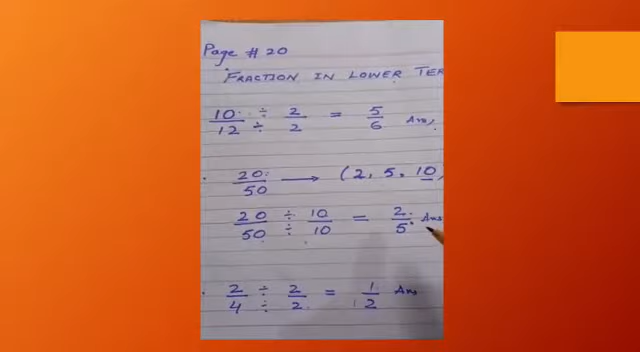 Page # 20
FRACTION IN LOWER TER
10/12 ÷ 2/2 = 5/6 Ans,
20/50 → (2, 5, 10,
20/50 ÷ 10/10 = 2/5 Ans
2/4 ÷ 2/2 = 1/2 Ans